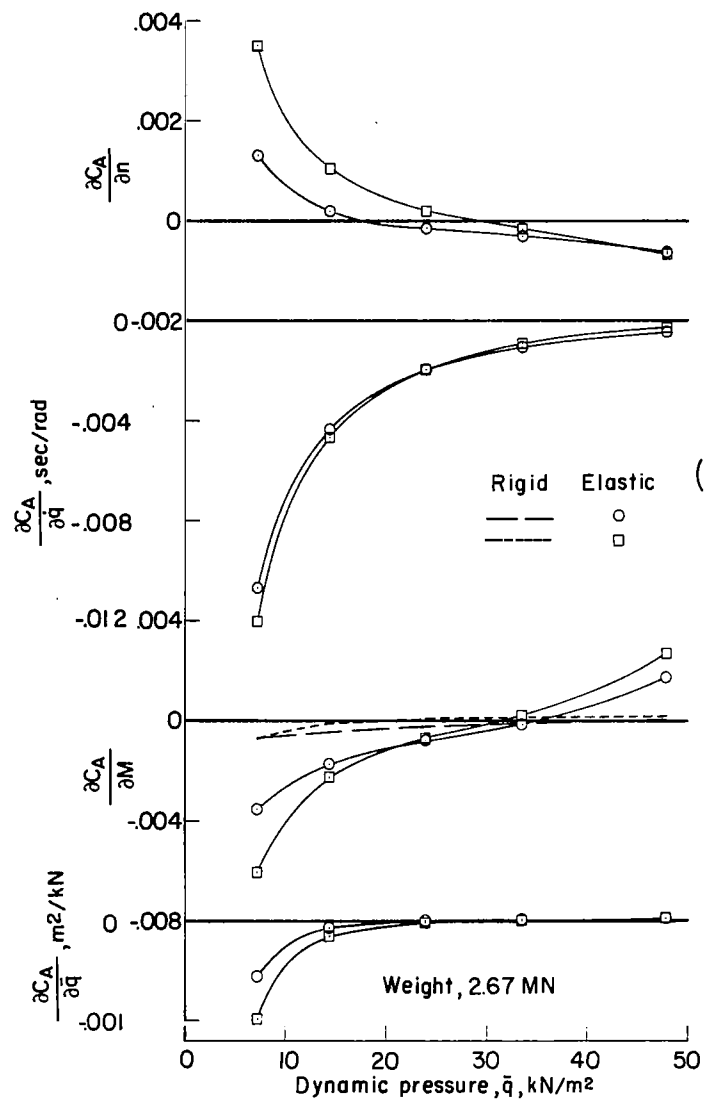 .004
.002
∂C_A/∂n
0
0 -.002
-.004
∂C_A/∂q̇, sec/rad
-.008
Rigid Elastic (
-.012 .004
0
∂C_A/∂M
-.004
0 -.008
∂C_A/∂q̄, m²/kN
Weight, 2.67 MN
-.001
0 10 20 30 40 50
Dynamic pressure, q̄, kN/m²